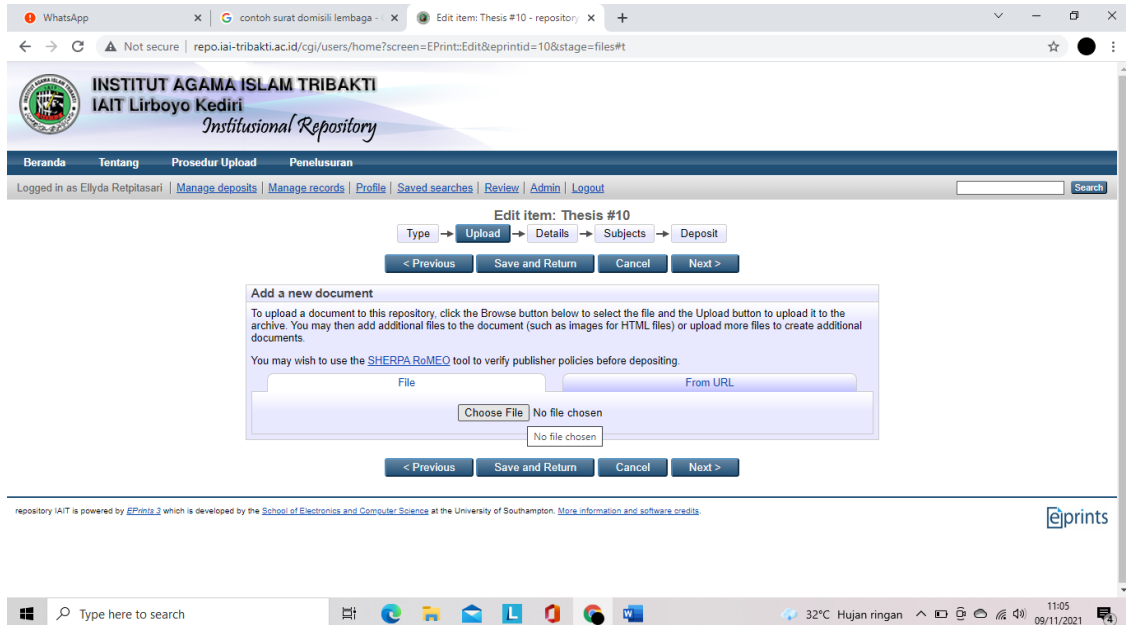 WhatsApp
contoh surat domisili lembaga -
Edit item: Thesis #10 - repository
Not secure | repo.iai-tribakti.ac.id/cgi/users/home?screen=EPrint::Edit&eprintid=10&stage=files#t
INSTITUT AGAMA ISLAM TRIBAKTI
IAIT Lirboyo Kediri
Institusional Repository
Beranda Tentang Prosedur Upload Penelusuran
Logged in as Ellyda Retpitasari | Manage deposits | Manage records | Profile | Saved searches | Review | Admin | Logout
Search
Edit item: Thesis #10
Type → Upload → Details → Subjects → Deposit
< Previous Save and Return Cancel Next >
Add a new document
To upload a document to this repository, click the Browse button below to select the file and the Upload button to upload it to the
archive. You may then add additional files to the document (such as images for HTML files) or upload more files to create additional
documents.
You may wish to use the SHERPA RoMEO tool to verify publisher policies before depositing.
File From URL
Choose File No file chosen
No file chosen
< Previous Save and Return Cancel Next >
repository IAIT is powered by EPrints 3 which is developed by the School of Electronics and Computer Science at the University of Southampton. More information and software credits.
eprints
Type here to search
32°C Hujan ringan
11:05
09/11/2021
4